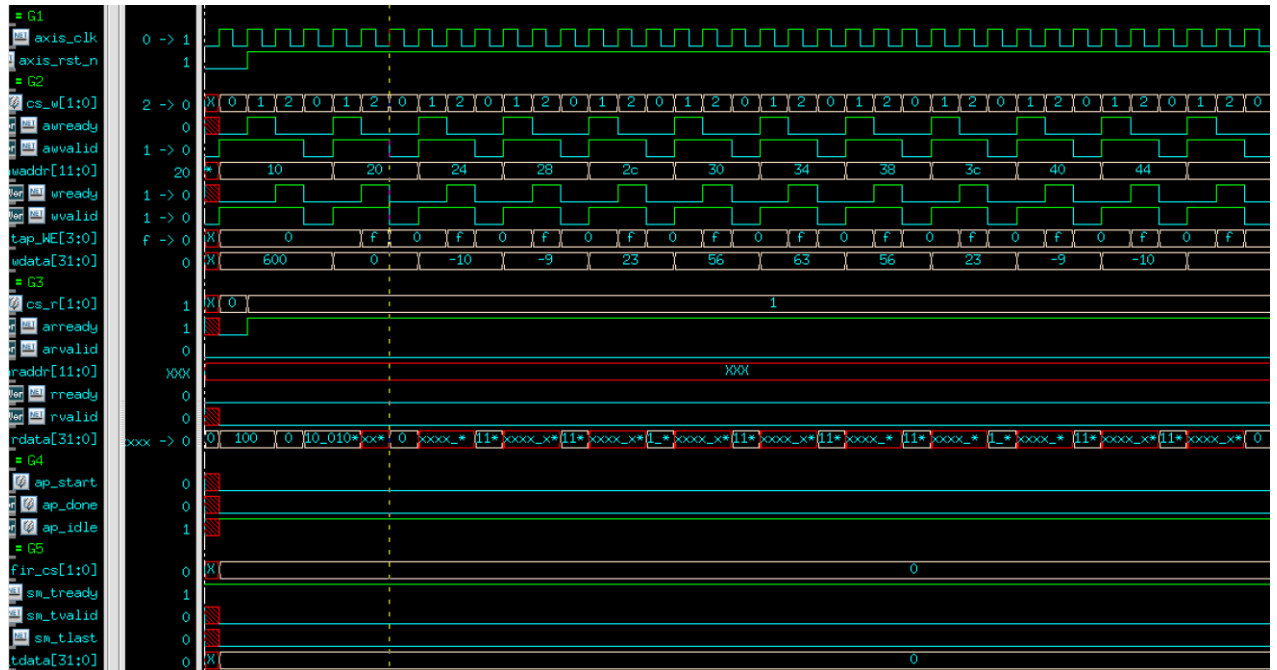 = G1
axis_clk 0 -> 1
axis_rst_n 1
= G2
cs_w[1:0] 2 -> 0 X 0 1 2 0 1 2 0 1 2 0 1 2 0 1 2 0 1 2 0 1 2 0 1 2 0 1 2 0 1 2 0 1 2 0 1 2 0
awready 0
awvalid 1 -> 0
waddr[11:0] 20 * 10 20 24 28 2c 30 34 38 3c 40 44
wready 1 -> 0
wvalid 1 -> 0
tap_WE[3:0] f -> 0 X 0 f 0 f 0 f 0 f 0 f 0 f 0 f 0 f 0 f 0 f 0 f
wdata[31:0] 0 X 600 0 -10 -9 23 56 63 56 23 -9 -10
= G3
cs_r[1:0] 1 X 0 1
arready 1
arvalid 0
raddr[11:0] XXX XXX
rready 0
rvalid 0
rdata[31:0] xxx -> 0 0 100 0 10_010* xx* 0 xxxx_* 11* xxxx_x* 11* xxxx_x* 1_* xxxx_x* 11* xxxx_x* 11* xxxx_* 11* xxxx_* 1_* xxxx_* 11* xxxx_x* 11* xxxx_x* 0
= G4
ap_start 0
ap_done 0
ap_idle 1
= G5
fir_cs[1:0] 0 X 0
sm_tready 1
sm_tvalid 0
sm_tlast 0
tdata[31:0] 0 X 0